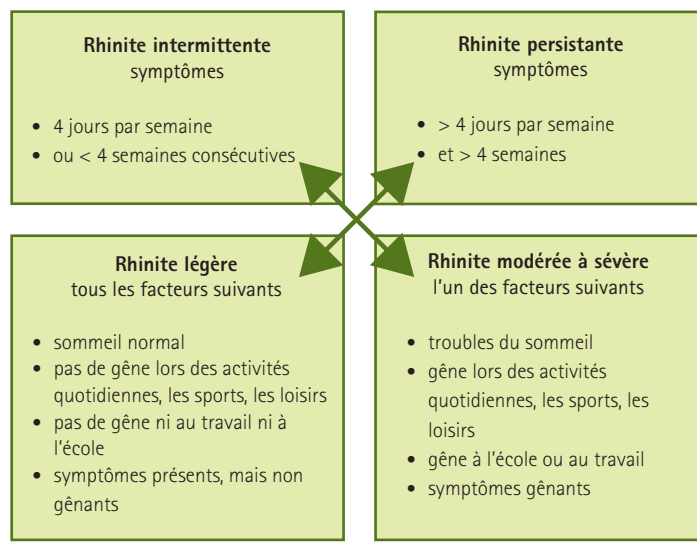 Rhinite intermittente
symptômes
• 4 jours par semaine
• ou < 4 semaines consécutives
Rhinite persistante
symptômes
• > 4 jours par semaine
• et > 4 semaines
Rhinite légère
tous les facteurs suivants
• sommeil normal
• pas de gêne lors des activités
quotidiennes, les sports, les loisirs
• pas de gêne ni au travail ni à
l'école
• symptômes présents, mais non
gênants
Rhinite modérée à sévère
l'un des facteurs suivants
• troubles du sommeil
• gêne lors des activités
quotidiennes, les sports, les
loisirs
• gêne à l'école ou au travail
• symptômes gênants